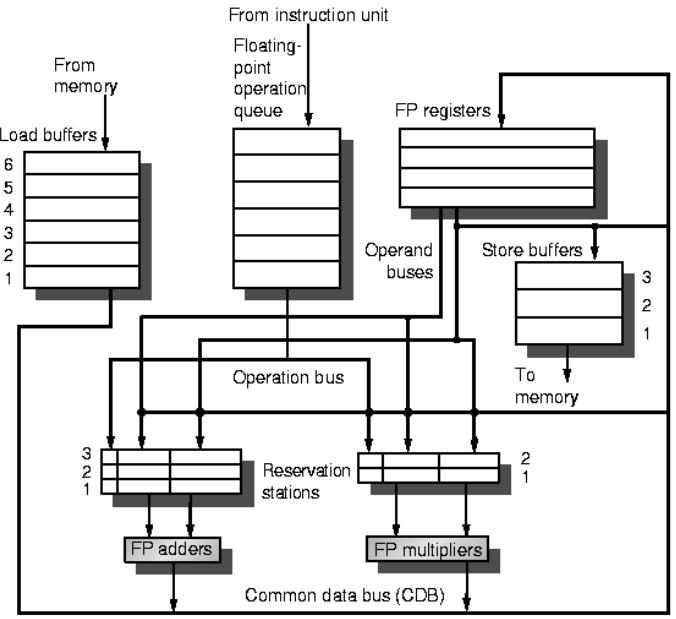 From instruction unit
Floating-
point
operation
queue
From
memory
FP registers
Load buffers
6
5
4
3
2
1
Operand
buses
Store buffers
3
2
1
To
memory
Operation bus
3
2
1
Reservation
stations
2
1
FP adders
FP multipliers
Common data bus (CDB)